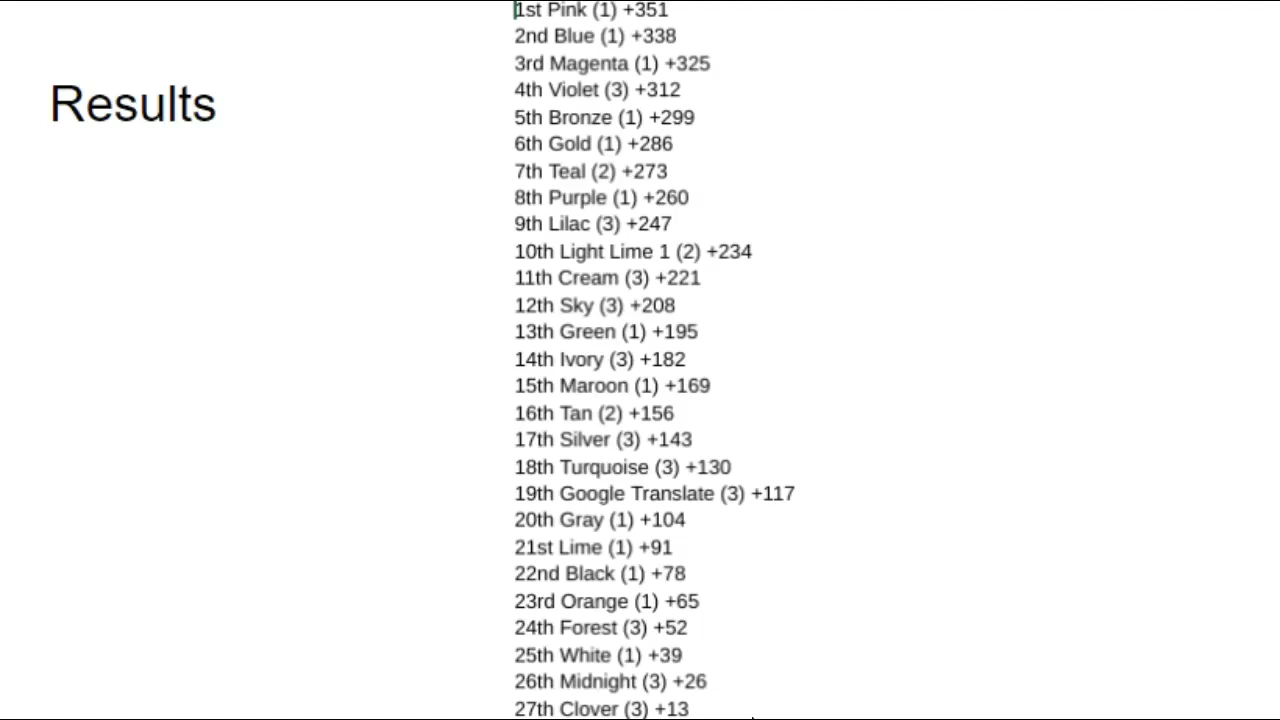 Results
1st Pink (1) +351
2nd Blue (1) +338
3rd Magenta (1) +325
4th Violet (3) +312
5th Bronze (1) +299
6th Gold (1) +286
7th Teal (2) +273
8th Purple (1) +260
9th Lilac (3) +247
10th Light Lime 1 (2) +234
11th Cream (3) +221
12th Sky (3) +208
13th Green (1) +195
14th Ivory (3) +182
15th Maroon (1) +169
16th Tan (2) +156
17th Silver (3) +143
18th Turquoise (3) +130
19th Google Translate (3) +117
20th Gray (1) +104
21st Lime (1) +91
22nd Black (1) +78
23rd Orange (1) +65
24th Forest (3) +52
25th White (1) +39
26th Midnight (3) +26
27th Clover (3) +13